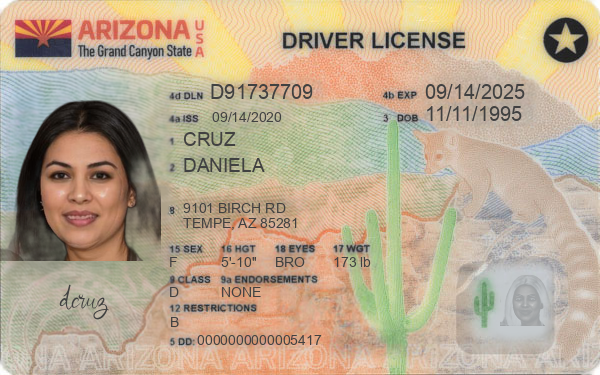 ARIZONA USA
The Grand Canyon State
DRIVER LICENSE
4d DLN D91737709
4b EXP 09/14/2025
4a ISS 09/14/2020
3 DOB 11/11/1995
1 CRUZ
2 DANIELA
8 9101 BIRCH RD
TEMPE, AZ 85281
15 SEX 16 HGT 18 EYES 17 WGT
F 5'-10" BRO 173 lb
9 CLASS 9a ENDORSEMENTS
D NONE
12 RESTRICTIONS
B
5 DD: 0000000000005417
dcruz
ARIZONA ARIZONA ARIZONA ARIZONA